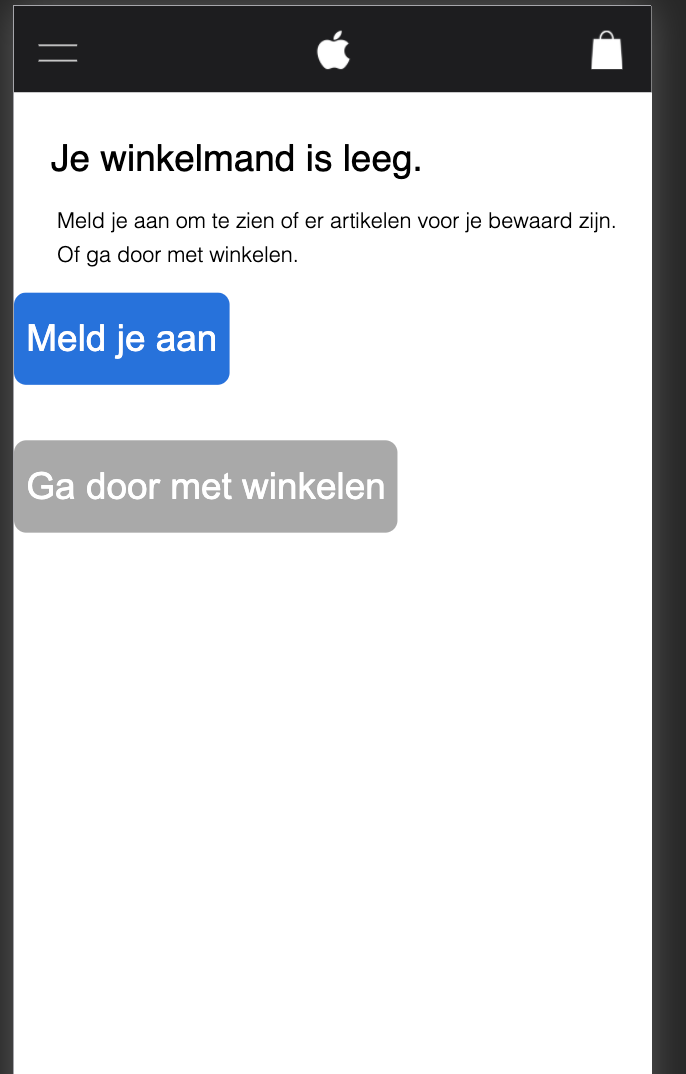 Je winkelmand is leeg.
Meld je aan om te zien of er artikelen voor je bewaard zijn.
Of ga door met winkelen.
Meld je aan
Ga door met winkelen